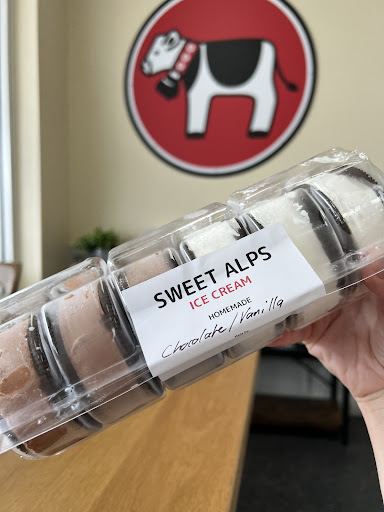 SWEET ALPS
ICE CREAM
HOMEMADE
Chocolate/Vanilla